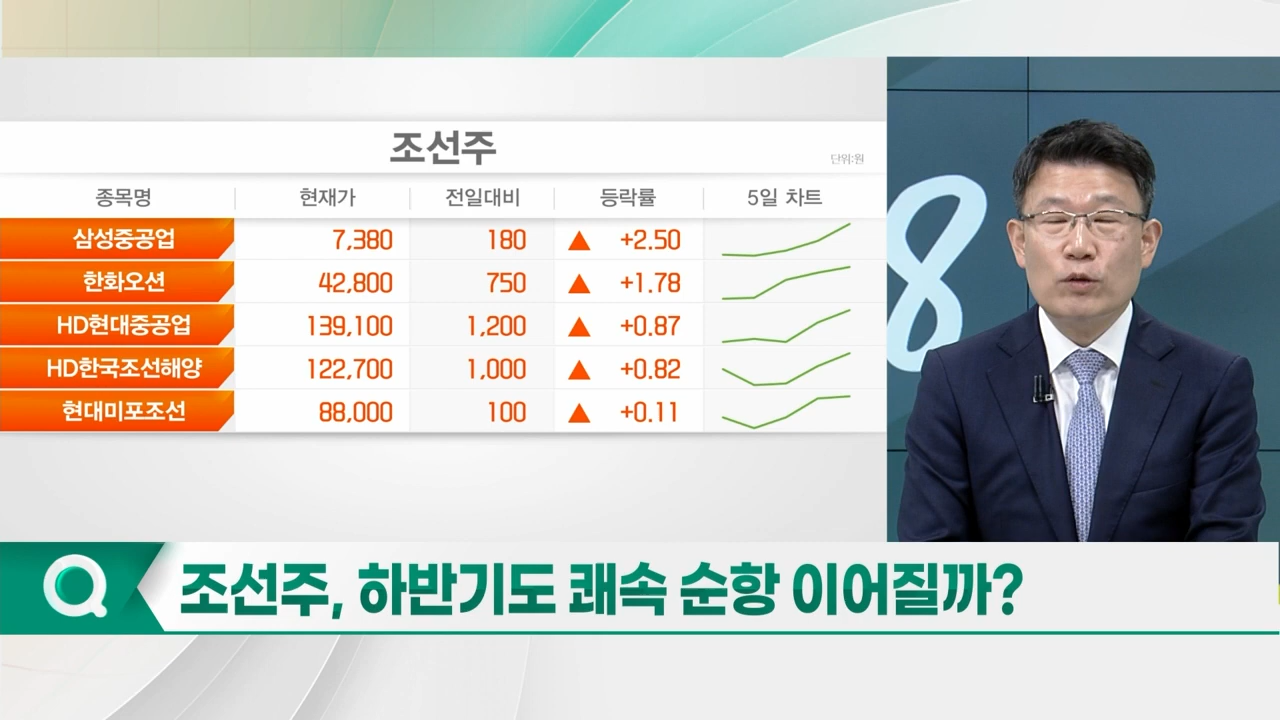 조선주
단위:원
종목명 현재가 전일대비 등락률 5일 차트
삼성중공업 7,380 180 ▲ +2.50
한화오션 42,800 750 ▲ +1.78
HD현대중공업 139,100 1,200 ▲ +0.87
HD한국조선해양 122,700 1,000 ▲ +0.82
현대미포조선 88,000 100 ▲ +0.11
8
Q 조선주, 하반기도 쾌속 순항 이어질까?